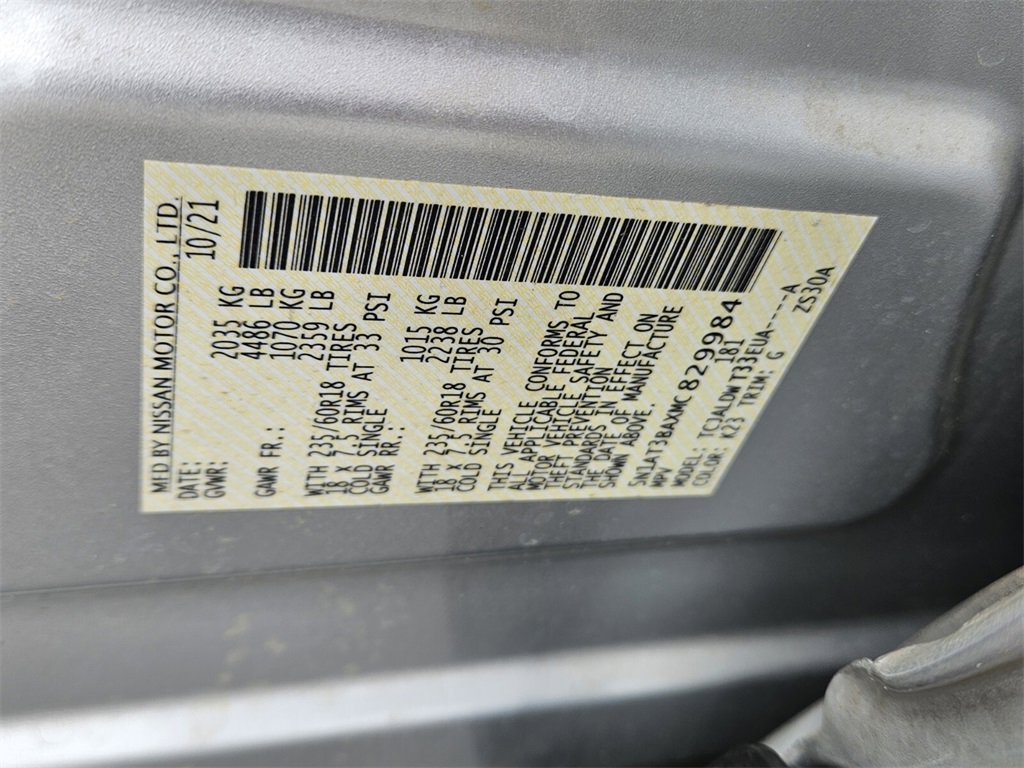 MFD BY NISSAN MOTOR CO., LTD.
DATE: 10/21
GVWR: 2035 KG
4486 LB
GAWR FR.: 1070 KG
2359 LB
WITH 235/60R18 TIRES
18 X 7.5 RIMS AT 33 PSI
COLD SINGLE
GAWR RR.: 1015 KG
2238 LB
WITH 235/60R18 TIRES
18 X 7.5 RIMS AT 30 PSI
COLD SINGLE
THIS VEHICLE CONFORMS TO
ALL APPLICABLE FEDERAL
MOTOR VEHICLE SAFETY AND
THEFT PREVENTION
STANDARDS IN EFFECT ON
THE DATE OF MANUFACTURE
SHOWN ABOVE.
5N1AT3BAXMC829984
MPV 181
MODEL: TCJALDWT33EUA-----A
COLOR: K23 TRIM: G ZS30A